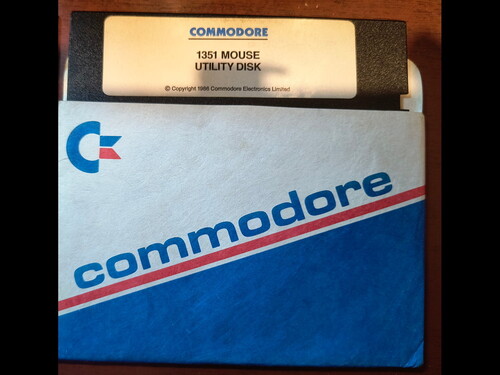 COMMODORE
1351 MOUSE
UTILITY DISK
© Copyright 1986 Commodore Electronics Limited
commodore